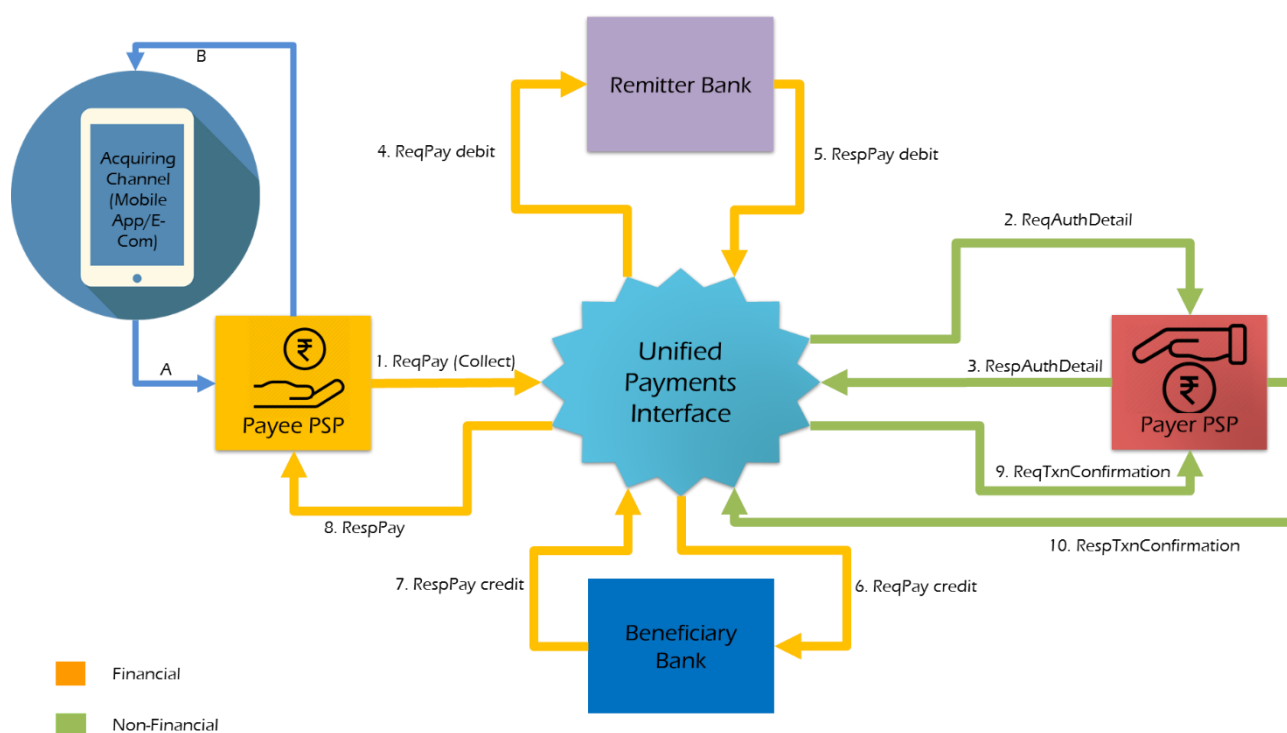 B
Remitter Bank
4. ReqPay debit
5. RespPay debit
Acquiring
Channel
(Mobile
App/E-
Com)
2. ReqAuthDetail
A
1. ReqPay (Collect)
Unified
Payments
Interface
3. RespAuthDetail
₹
Payee PSP
₹
Payer PSP
9. ReqTxnConfirmation
8. RespPay
10. RespTxnConfirmation
7. RespPay credit
6. ReqPay credit
Beneficiary
Bank
Financial
Non-Financial